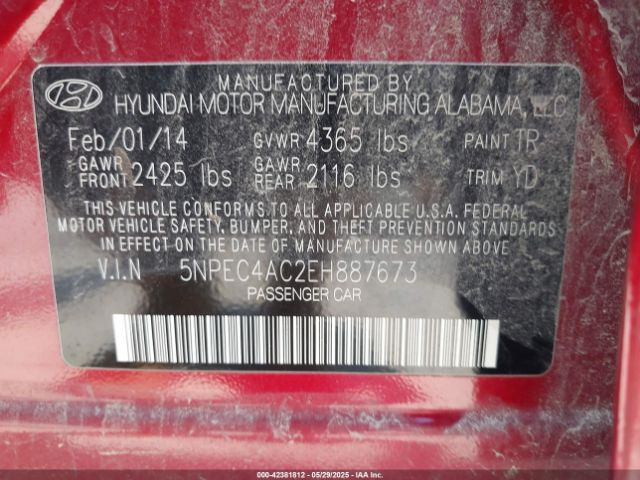 MANUFACTURED BY
HYUNDAI MOTOR MANUFACTURING ALABAMA, LLC
Feb/01/14 GVWR 4365 lbs PAINT TR
GAWR FRONT 2425 lbs GAWR REAR 2116 lbs TRIM YD
THIS VEHICLE CONFORMS TO ALL APPLICABLE U.S.A. FEDERAL
MOTOR VEHICLE SAFETY, BUMPER, AND THEFT PREVENTION STANDARDS
IN EFFECT ON THE DATE OF MANUFACTURE SHOWN ABOVE.
V.I.N 5NPEC4AC2EH887673
PASSENGER CAR
000-42381812 - 05/29/2025 - IAAI.COM